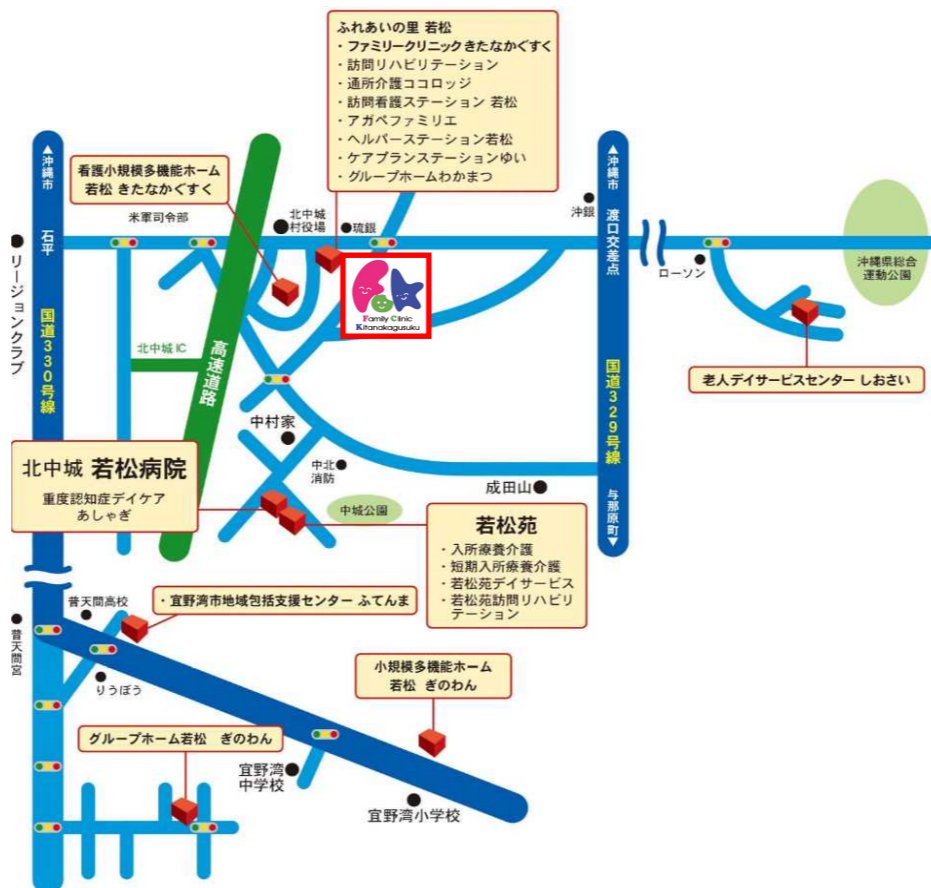 ふれあいの里 若松
・ファミリークリニックきたなかぐすく
・訪問リハビリテーション
・通所介護ココロッジ
・訪問看護ステーション 若松
・アガペファミリエ
・ヘルパーステーション若松
・ケアプランステーションゆい
・グループホームわかまつ
▲沖縄市
石平
国道330号線
リージョンクラブ
看護小規模多機能ホーム
若松 きたなかぐすく
米軍司令部
北中城
村役場
琉銀
Family Clinic
Kitanakagusuku
沖銀
▲沖縄市
渡口交差点
国道329号線
与那原町▼
ローソン
沖縄県総合
運動公園
老人デイサービスセンター しおさい
北中城IC
高速道路
中村家
中北
消防
成田山
北中城 若松病院
重度認知症デイケア
あしゃぎ
中城公園
若松苑
・入所療養介護
・短期入所療養介護
・若松苑デイサービス
・若松苑訪問リハビリ
テーション
普天間高校
・宜野湾市地域包括支援センター ふてんま
普天間宮
りうぼう
小規模多機能ホーム
若松 ぎのわん
グループホーム若松 ぎのわん
宜野湾
中学校
宜野湾小学校